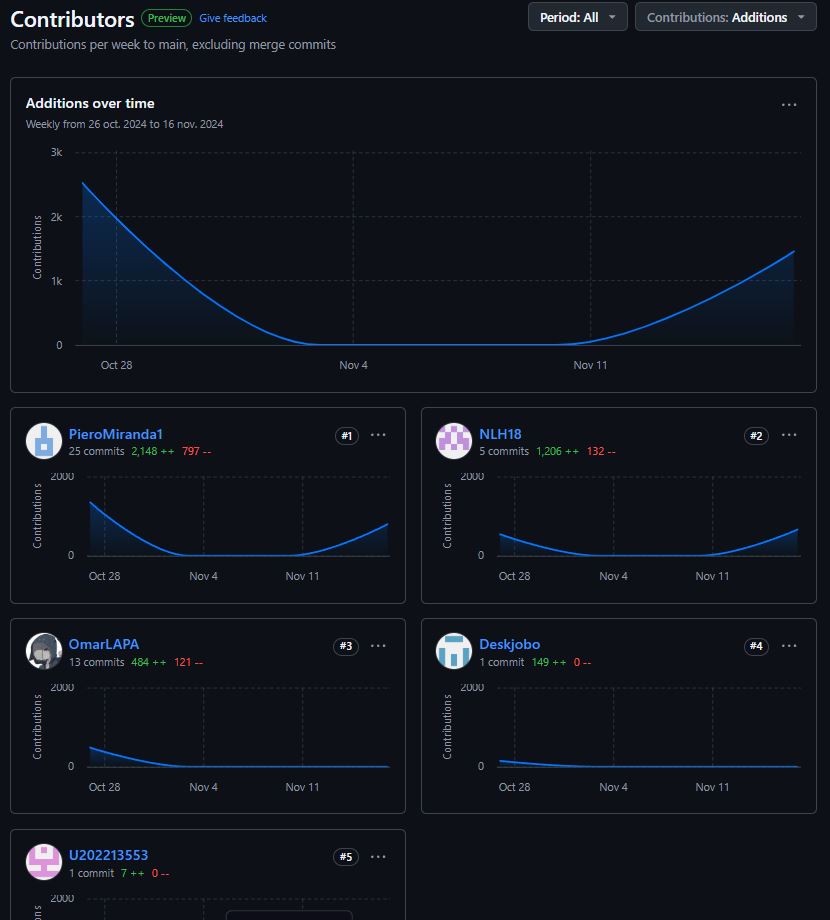 Contributors Preview Give feedback
Period: All
Contributions: Additions
Contributions per week to main, excluding merge commits
Additions over time
Weekly from 26 oct. 2024 to 16 nov. 2024
3k
2k
1k
0
Contributions
Oct 28 Nov 4 Nov 11
PieroMiranda1 #1
25 commits 2,148 ++ 797 --
2000
0
Contributions
Oct 28 Nov 4 Nov 11
NLH18 #2
5 commits 1,206 ++ 132 --
2000
0
Contributions
Oct 28 Nov 4 Nov 11
OmarLAPA #3
13 commits 484 ++ 121 --
2000
0
Contributions
Oct 28 Nov 4 Nov 11
Deskjobo #4
1 commit 149 ++ 0 --
2000
0
Contributions
Oct 28 Nov 4 Nov 11
U202213553 #5
1 commit 7 ++ 0 --
2000